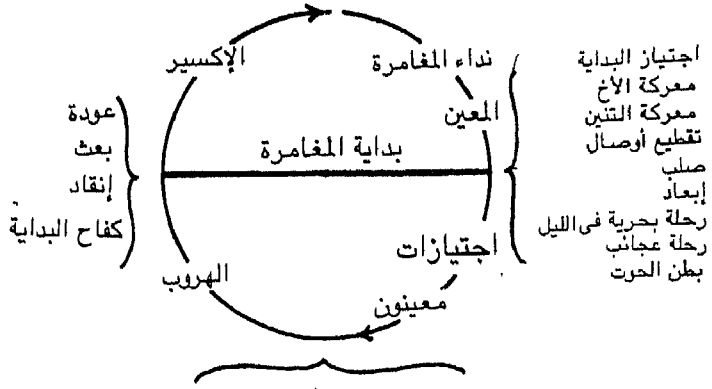 نداء المغامرة
الإكسير
المعين
بداية المغامرة
اجتيازات
معينون
الهروب
اجتياز البداية
معركة الأخ
معركة التنين
تقطيع أوصال
صلب
إبعاد
رحلة بحرية فى الليل
رحلة عجائب
بطن الحوت
عودة
بعث
إنقاد
كفاح البداية